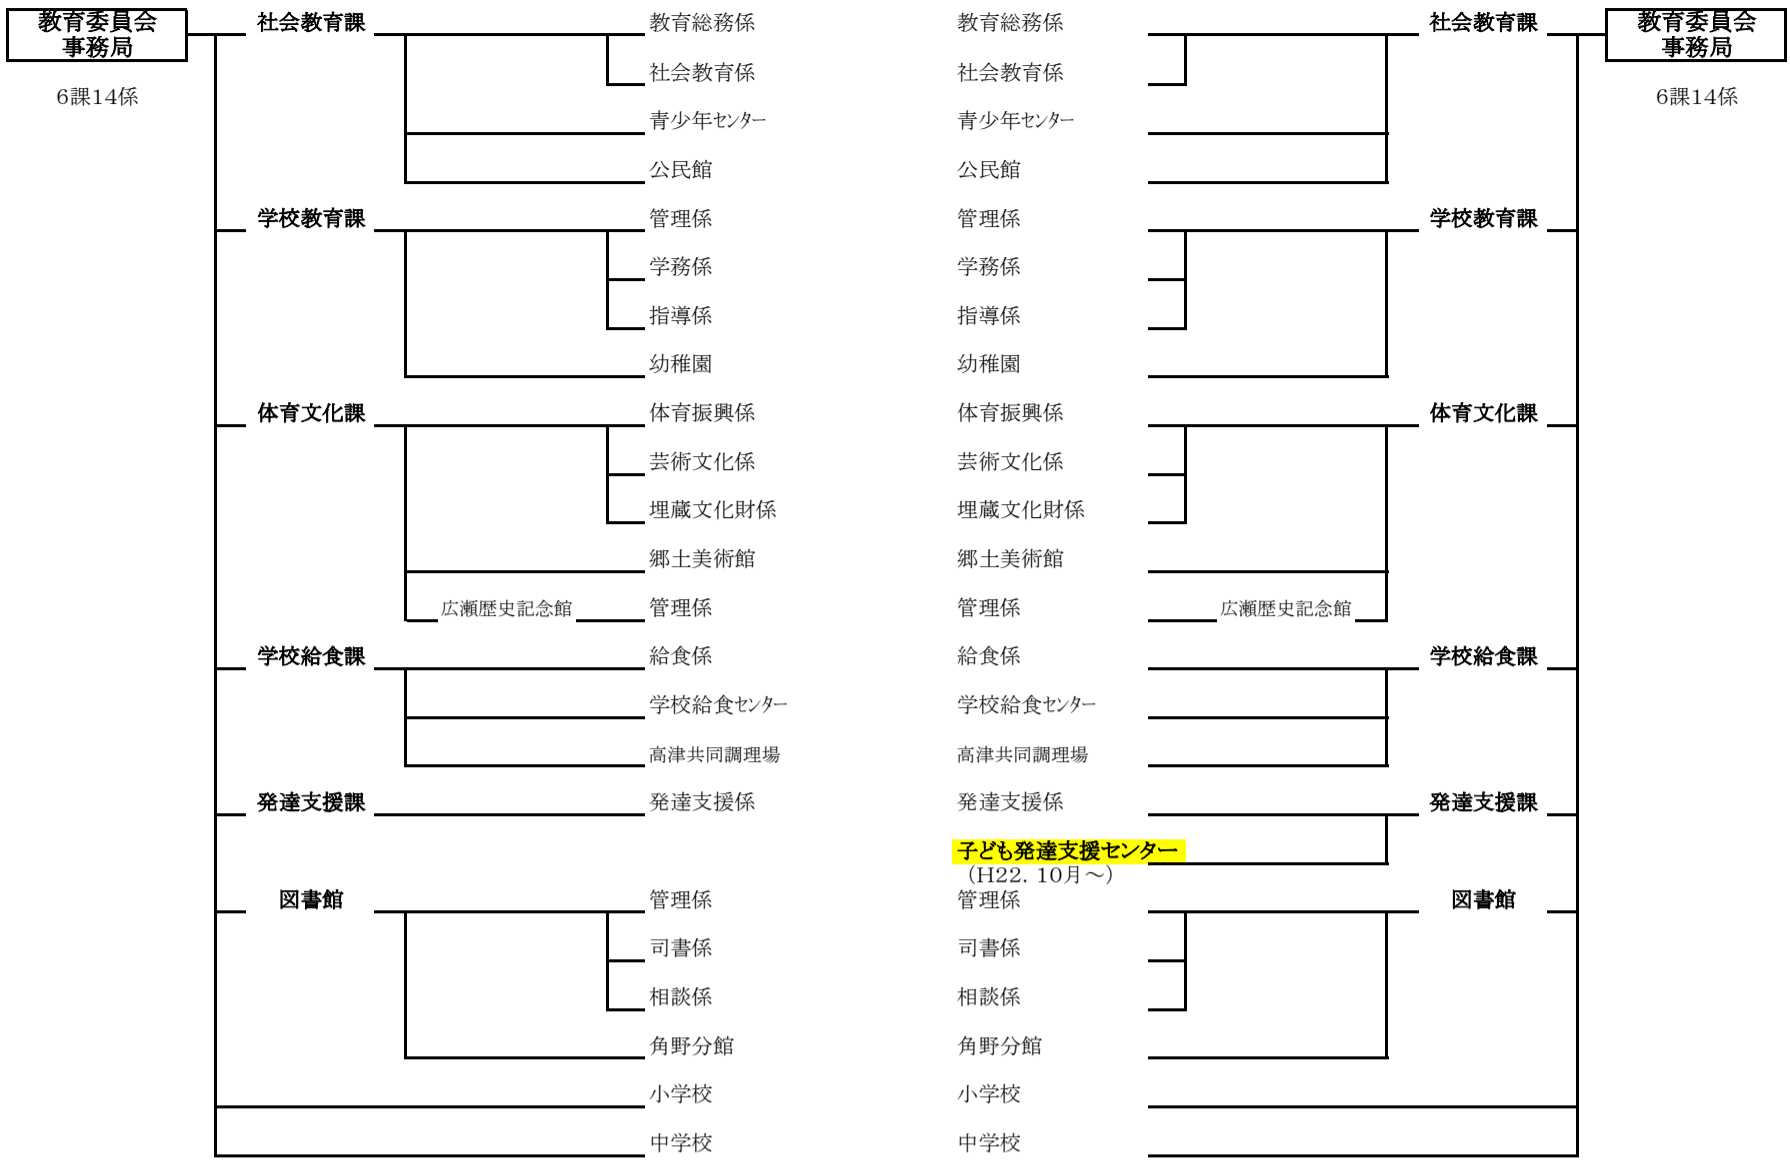 教育委員会 社会教育課 教育総務係 教育総務係 社会教育課 教育委員会
事務局 事務局
社会教育係 社会教育係
6課14係 6課14係
青少年センター 青少年センター
公民館 公民館
学校教育課 管理係 管理係 学校教育課
学務係 学務係
指導係 指導係
幼稚園 幼稚園
体育文化課 体育振興係 体育振興係 体育文化課
芸術文化係 芸術文化係
埋蔵文化財係 埋蔵文化財係
郷土美術館 郷土美術館
広瀬歴史記念館 管理係 管理係 広瀬歴史記念館
学校給食課 給食係 給食係 学校給食課
学校給食センター 学校給食センター
高津共同調理場 高津共同調理場
発達支援課 発達支援係 発達支援係 発達支援課
子ども発達支援センター
（H22．10月～）
図書館 管理係 管理係 図書館
司書係 司書係
相談係 相談係
角野分館 角野分館
小学校 小学校
中学校 中学校